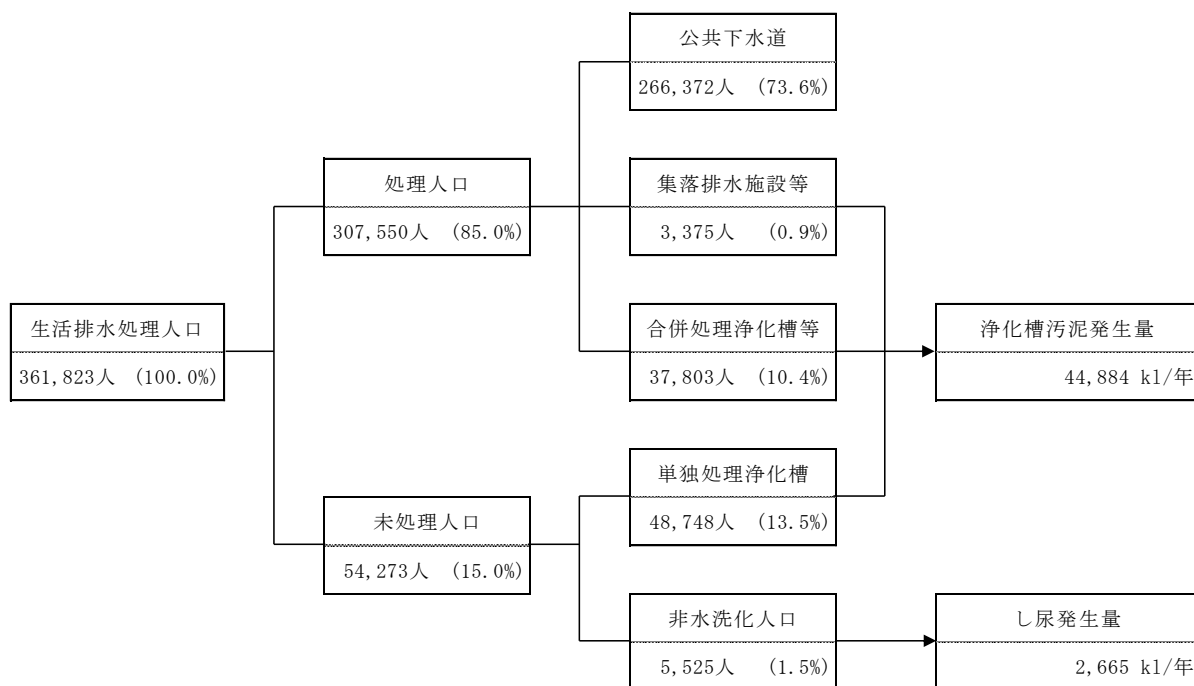 公共下水道
266,372人 (73.6%)
処理人口
307,550人 (85.0%)
集落排水施設等
3,375人 (0.9%)
生活排水処理人口
361,823人 (100.0%)
合併処理浄化槽等
37,803人 (10.4%)
浄化槽汚泥発生量
44,884 kl/年
単独処理浄化槽
48,748人 (13.5%)
未処理人口
54,273人 (15.0%)
非水洗化人口
5,525人 (1.5%)
し尿発生量
2,665 kl/年